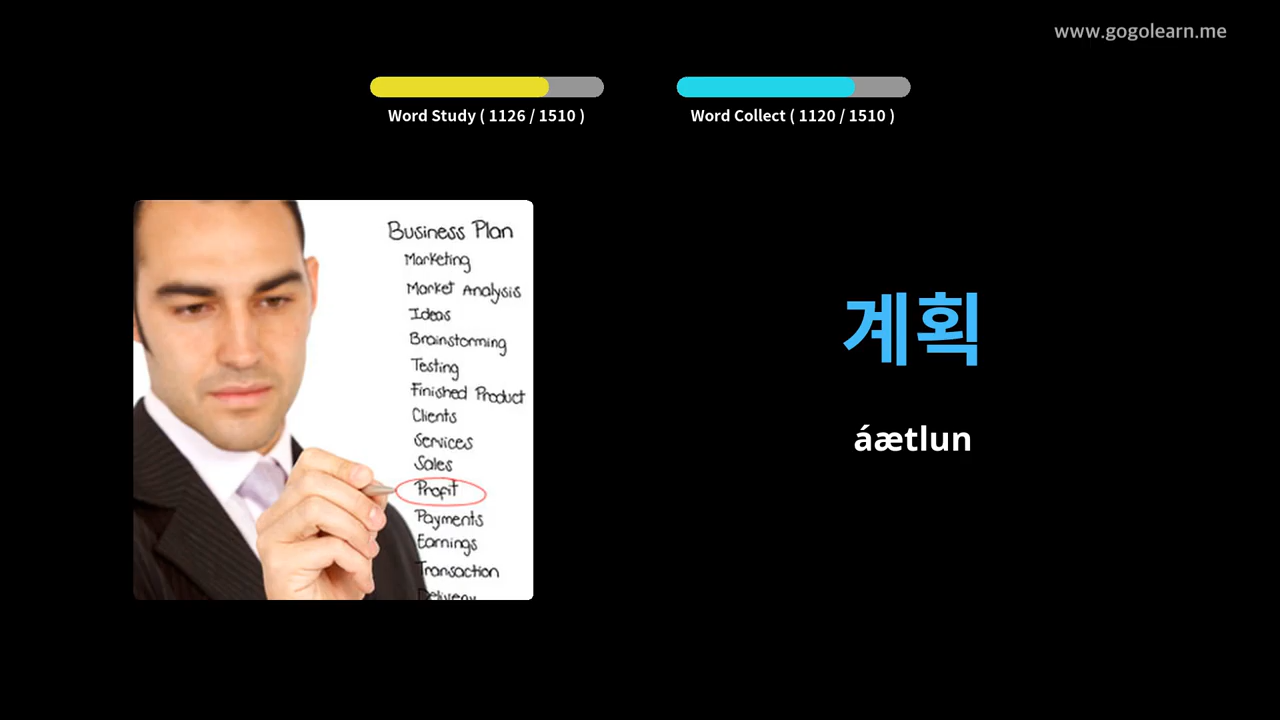 www.gogolearn.me
Word Study ( 1126 / 1510 )
Word Collect ( 1120 / 1510 )
Business Plan
Marketing
Market Analysis
Ideas
Brainstorming
Testing
Finished Product
Clients
Services
Sales
Profit
Payments
Earnings
Transaction
Delivery
계획
áætlun